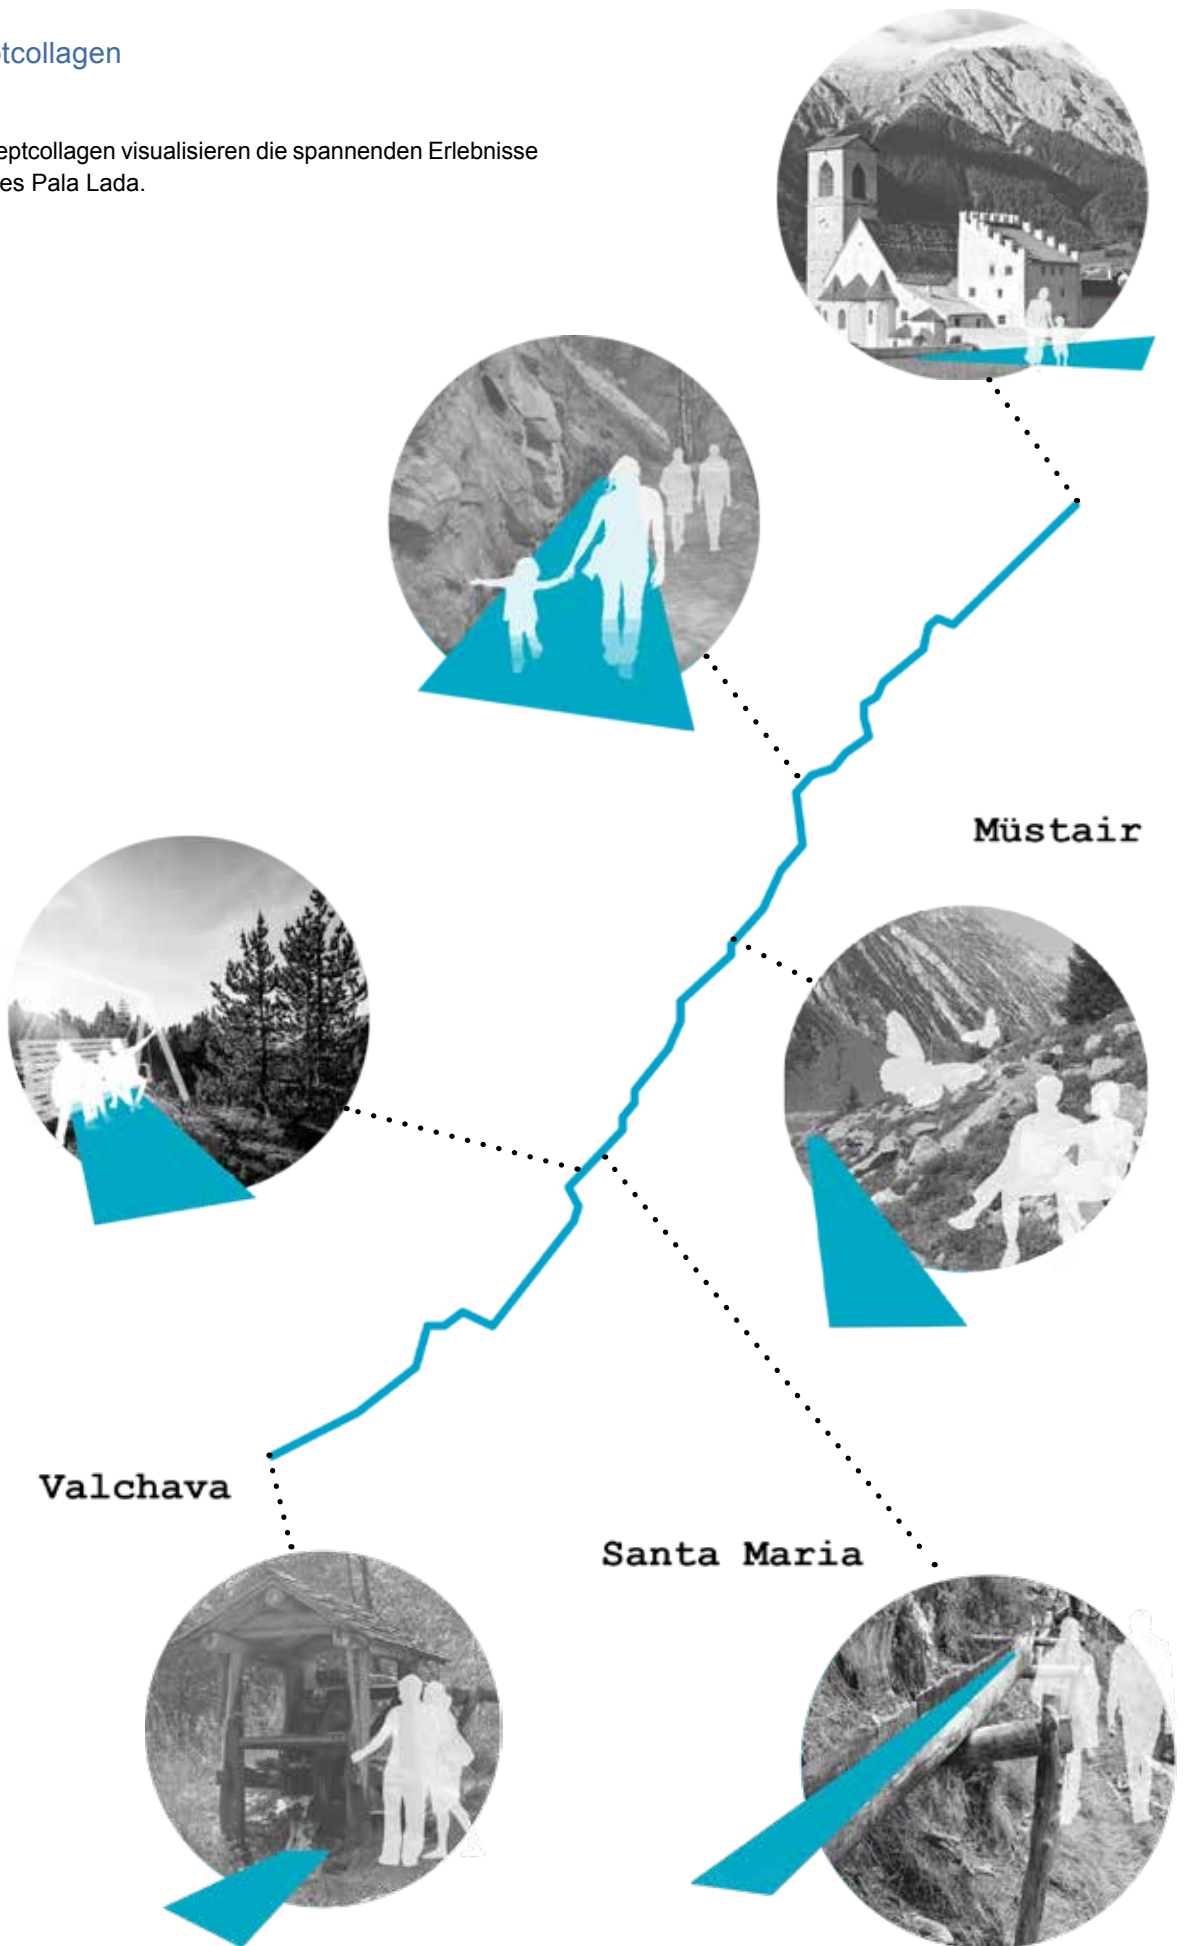 tcollagen
eptcollagen visualisieren die spannenden Erlebnisse
es Pala Lada.
Müstair
Valchava
Santa Maria